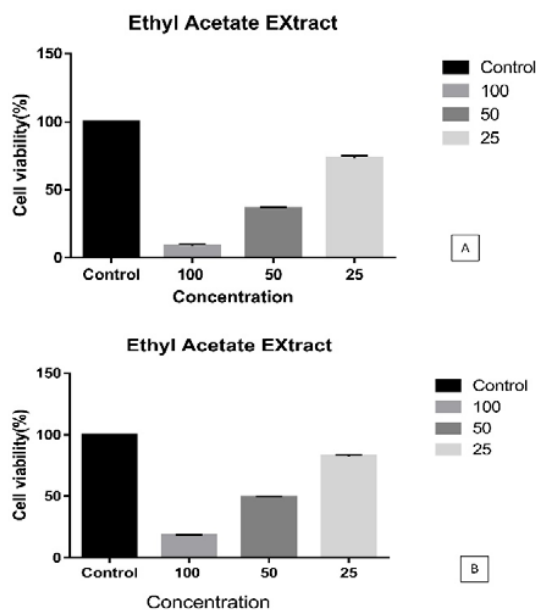 Ethyl Acetate EXtract
Cell viability(%)
150
100
50
0
Control 100 50 25
Concentration
Control
100
50
25
A
Ethyl Acetate EXtract
Cell viability(%)
150
100
50
0
Control 100 50 25
Concentration
Control
100
50
25
B